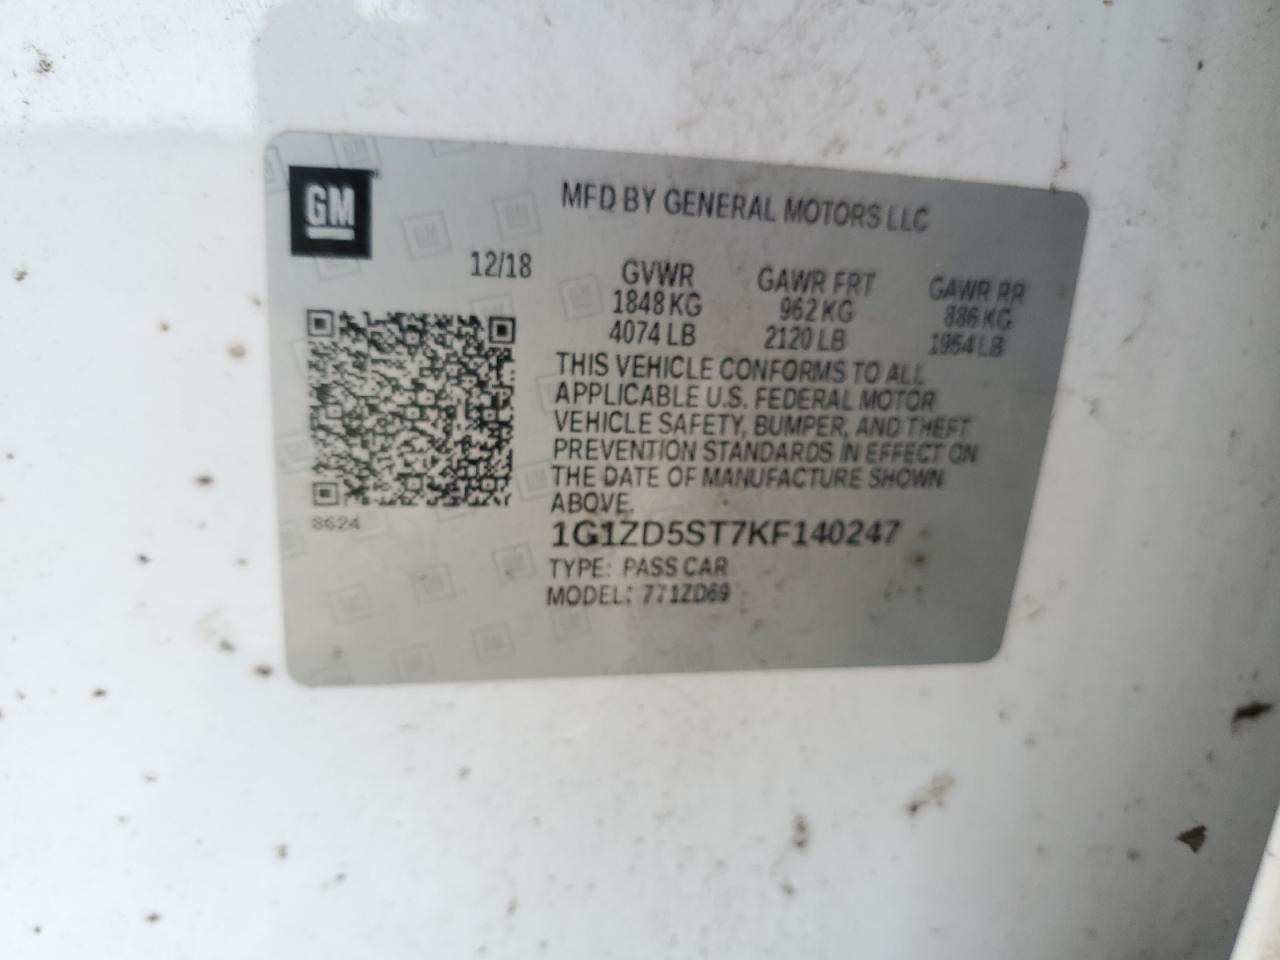 GM
MFD BY GENERAL MOTORS LLC
12/18
GVWR GAWR FRT GAWR RR
1848 KG 962 KG 886 KG
4074 LB 2120 LB 1954 LB
THIS VEHICLE CONFORMS TO ALL
APPLICABLE U.S. FEDERAL MOTOR
VEHICLE SAFETY, BUMPER, AND THEFT
PREVENTION STANDARDS IN EFFECT ON
THE DATE OF MANUFACTURE SHOWN
ABOVE.
8624
1G1ZD5ST7KF140247
TYPE: PASS CAR
MODEL: 771ZD69